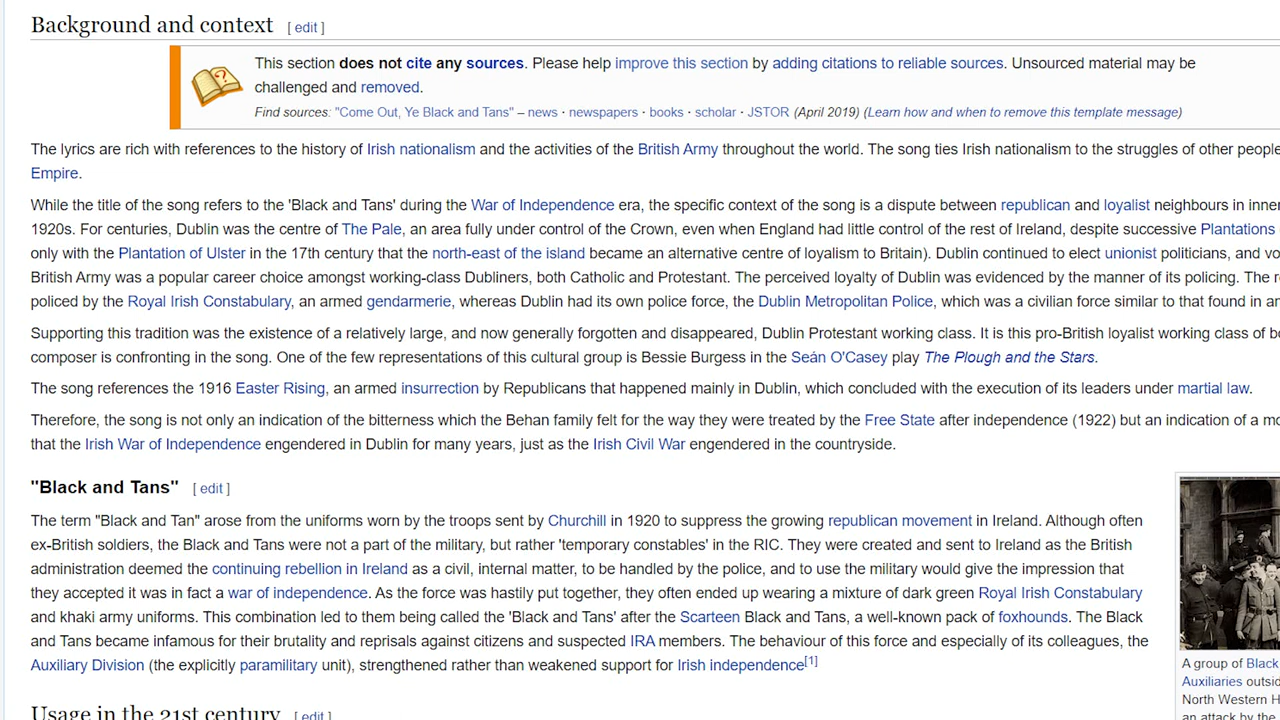 Background and context [ edit ]
This section does not cite any sources. Please help improve this section by adding citations to reliable sources. Unsourced material may be
challenged and removed.
Find sources: "Come Out, Ye Black and Tans" – news · newspapers · books · scholar · JSTOR (April 2019) (Learn how and when to remove this template message)
The lyrics are rich with references to the history of Irish nationalism and the activities of the British Army throughout the world. The song ties Irish nationalism to the struggles of other people
Empire.
While the title of the song refers to the 'Black and Tans' during the War of Independence era, the specific context of the song is a dispute between republican and loyalist neighbours in inner
1920s. For centuries, Dublin was the centre of The Pale, an area fully under control of the Crown, even when England had little control of the rest of Ireland, despite successive Plantations
only with the Plantation of Ulster in the 17th century that the north-east of the island became an alternative centre of loyalism to Britain). Dublin continued to elect unionist politicians, and vo
British Army was a popular career choice amongst working-class Dubliners, both Catholic and Protestant. The perceived loyalty of Dublin was evidenced by the manner of its policing. The r
policed by the Royal Irish Constabulary, an armed gendarmerie, whereas Dublin had its own police force, the Dublin Metropolitan Police, which was a civilian force similar to that found in an
Supporting this tradition was the existence of a relatively large, and now generally forgotten and disappeared, Dublin Protestant working class. It is this pro-British loyalist working class of b
composer is confronting in the song. One of the few representations of this cultural group is Bessie Burgess in the Seán O'Casey play The Plough and the Stars.
The song references the 1916 Easter Rising, an armed insurrection by Republicans that happened mainly in Dublin, which concluded with the execution of its leaders under martial law.
Therefore, the song is not only an indication of the bitterness which the Behan family felt for the way they were treated by the Free State after independence (1922) but an indication of a mo
that the Irish War of Independence engendered in Dublin for many years, just as the Irish Civil War engendered in the countryside.
"Black and Tans" [ edit ]
The term "Black and Tan" arose from the uniforms worn by the troops sent by Churchill in 1920 to suppress the growing republican movement in Ireland. Although often
ex-British soldiers, the Black and Tans were not a part of the military, but rather 'temporary constables' in the RIC. They were created and sent to Ireland as the British
administration deemed the continuing rebellion in Ireland as a civil, internal matter, to be handled by the police, and to use the military would give the impression that
they accepted it was in fact a war of independence. As the force was hastily put together, they often ended up wearing a mixture of dark green Royal Irish Constabulary
and khaki army uniforms. This combination led to them being called the 'Black and Tans' after the Scarteen Black and Tans, a well-known pack of foxhounds. The Black
and Tans became infamous for their brutality and reprisals against citizens and suspected IRA members. The behaviour of this force and especially of its colleagues, the
Auxiliary Division (the explicitly paramilitary unit), strengthened rather than weakened support for Irish independence[1]
A group of Black
Auxiliaries outsid
North Western H
an attack by the
Usage in the 21st century [ edit ]